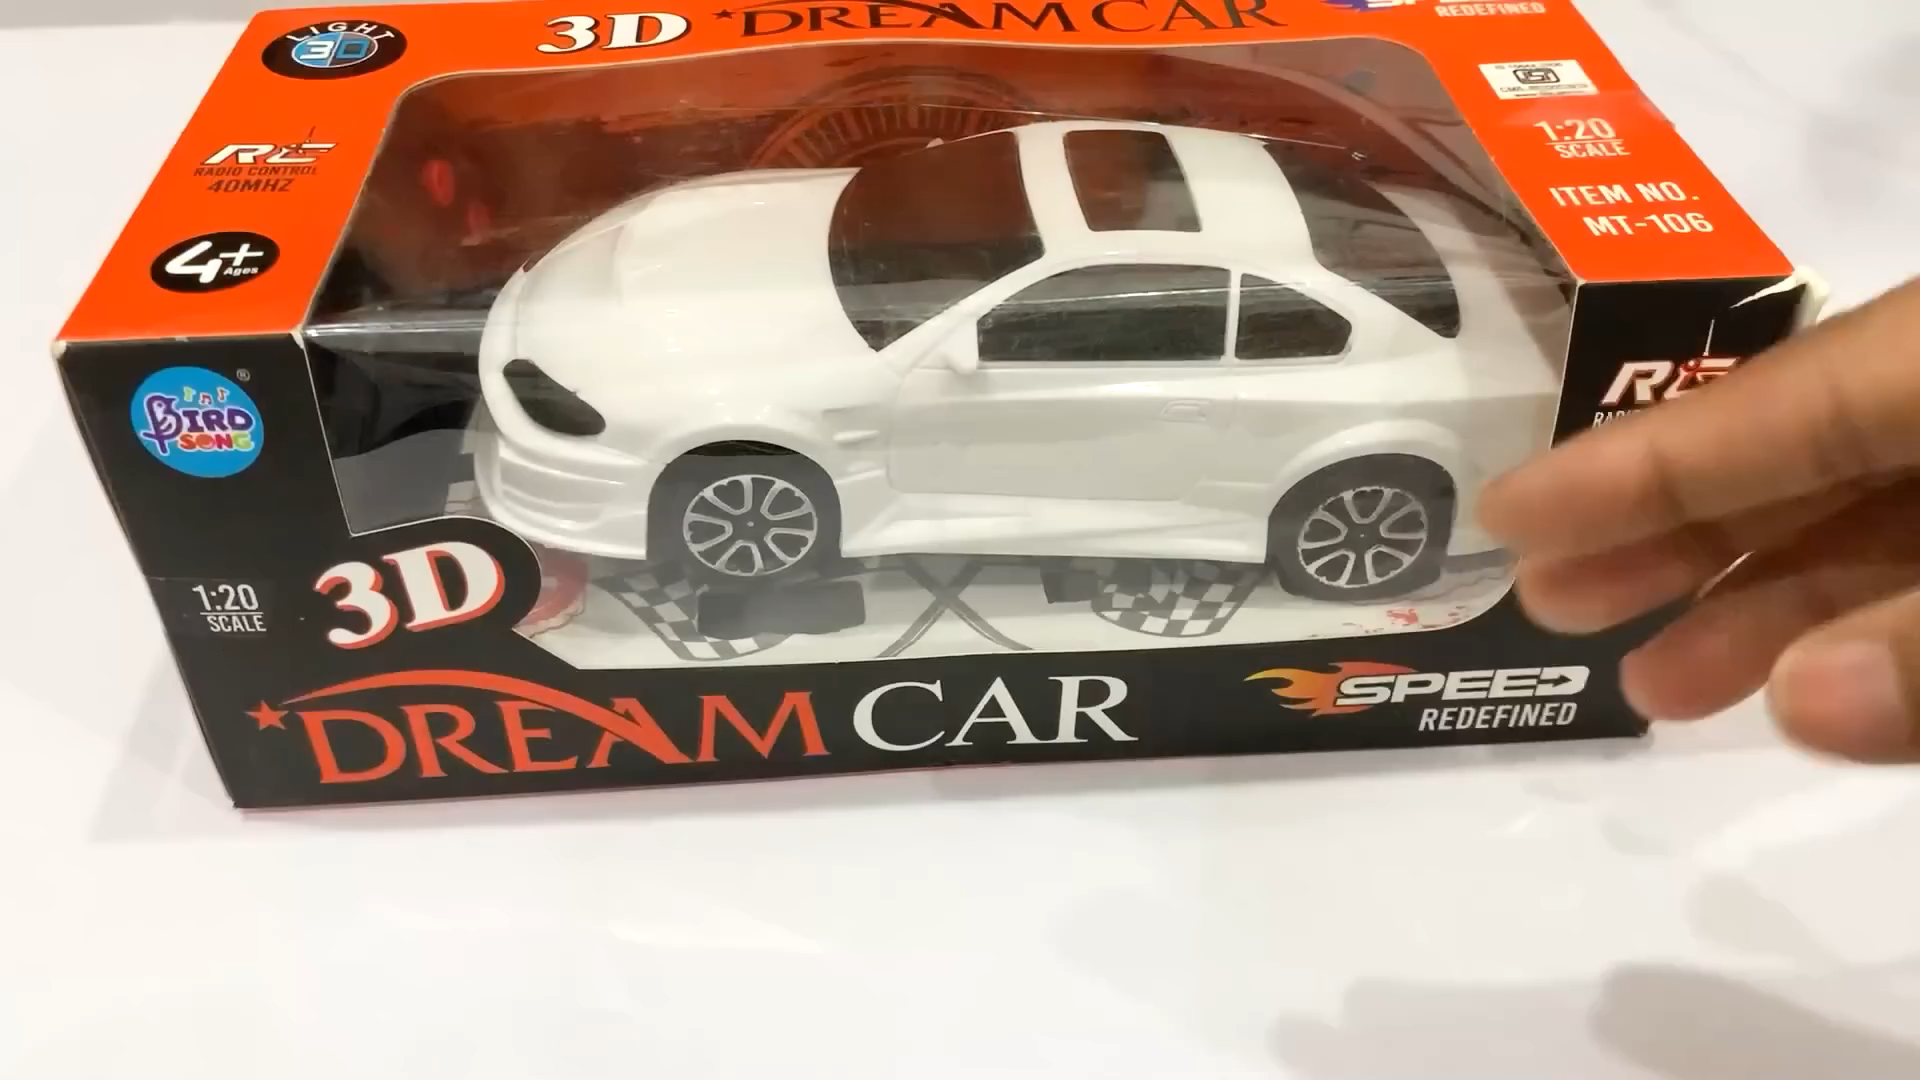 LIGHT
3D
3D DREAM CAR
REDEFINED
RC
RADIO CONTROL
40MHZ
4+
Ages
1:20
SCALE
ITEM NO.
MT-106
BIRD
SONG
®
1:20
SCALE
3D
DREAM CAR
SPEED
REDEFINED
RC